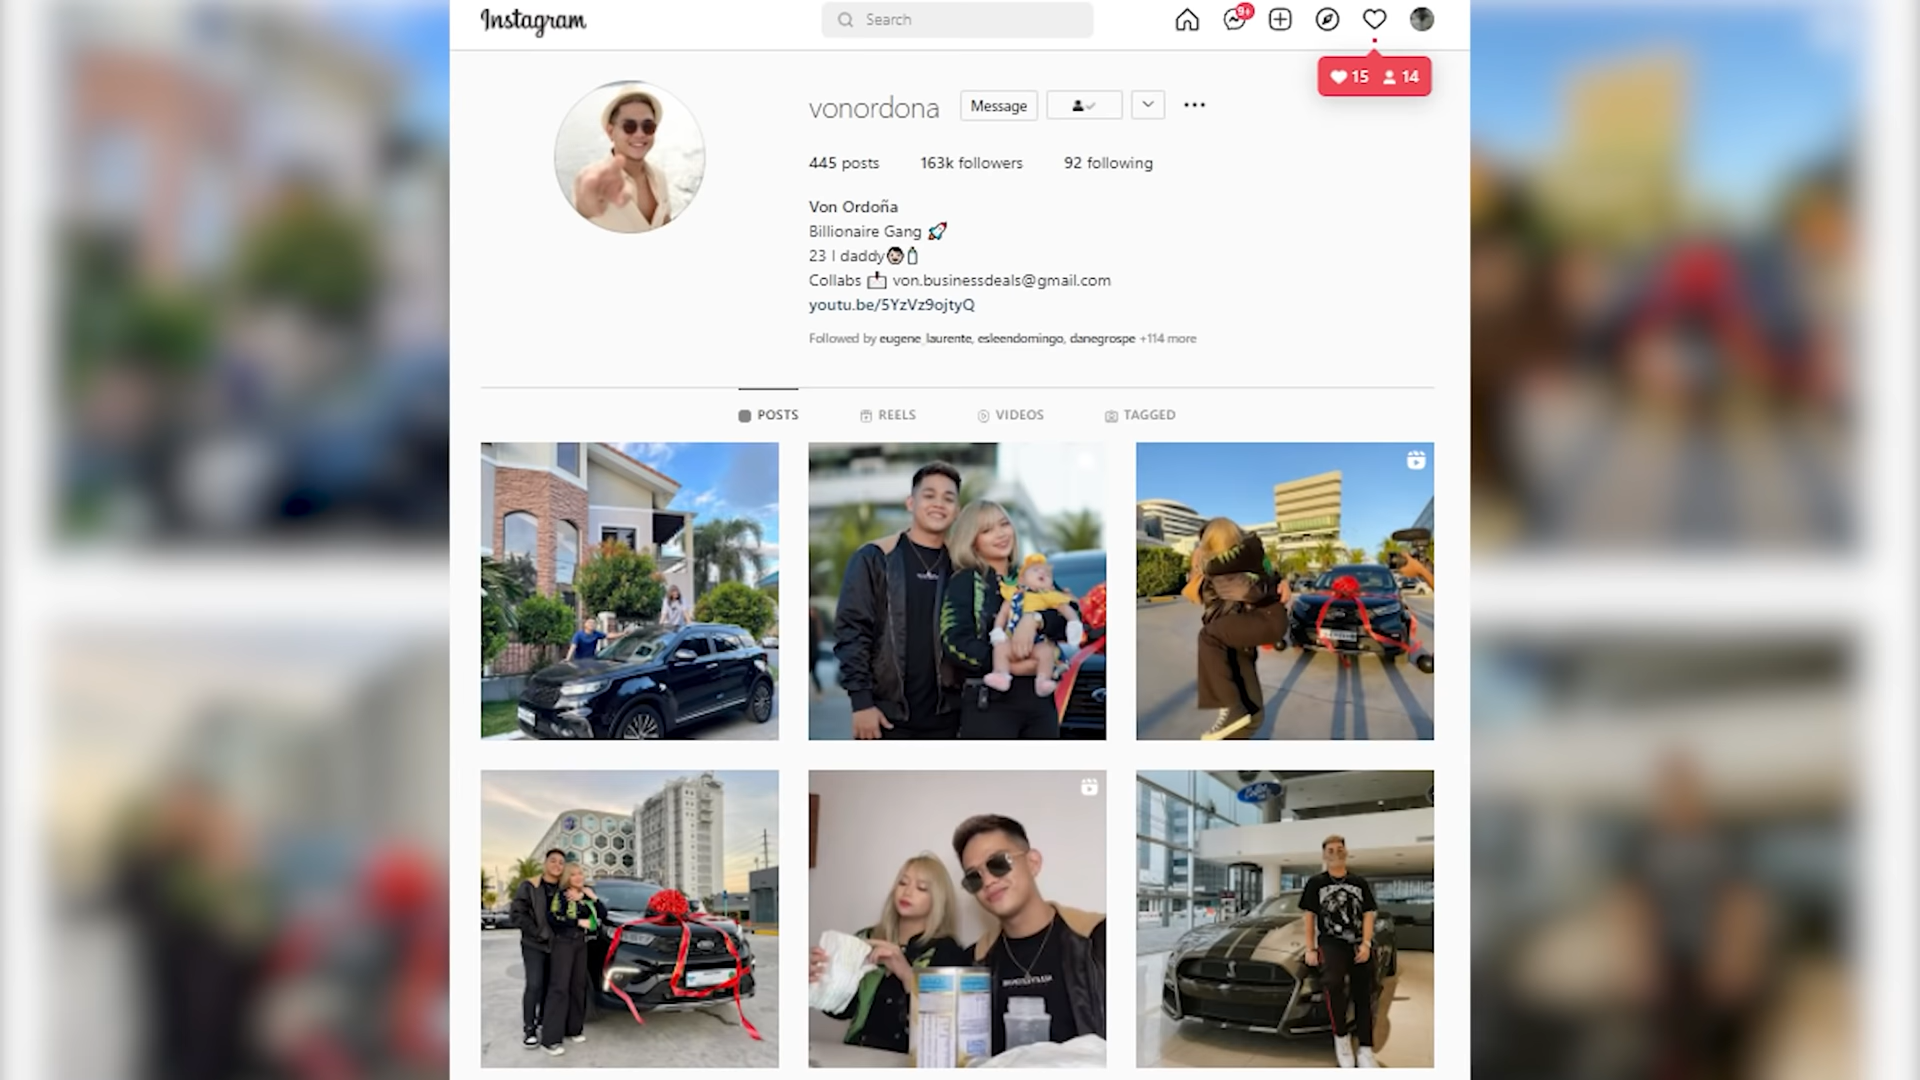 Instagram
Search
9+
15 14
vonordona Message
445 posts 163k followers 92 following
Von Ordoña
Billionaire Gang 🚀
23 | daddy👨🏻🍼
Collabs 📩 von.businessdeals@gmail.com
youtu.be/5YzVz9ojtyQ
Followed by eugene_laurente, esleendomingo, danegrospe +114 more
POSTS REELS VIDEOS TAGGED